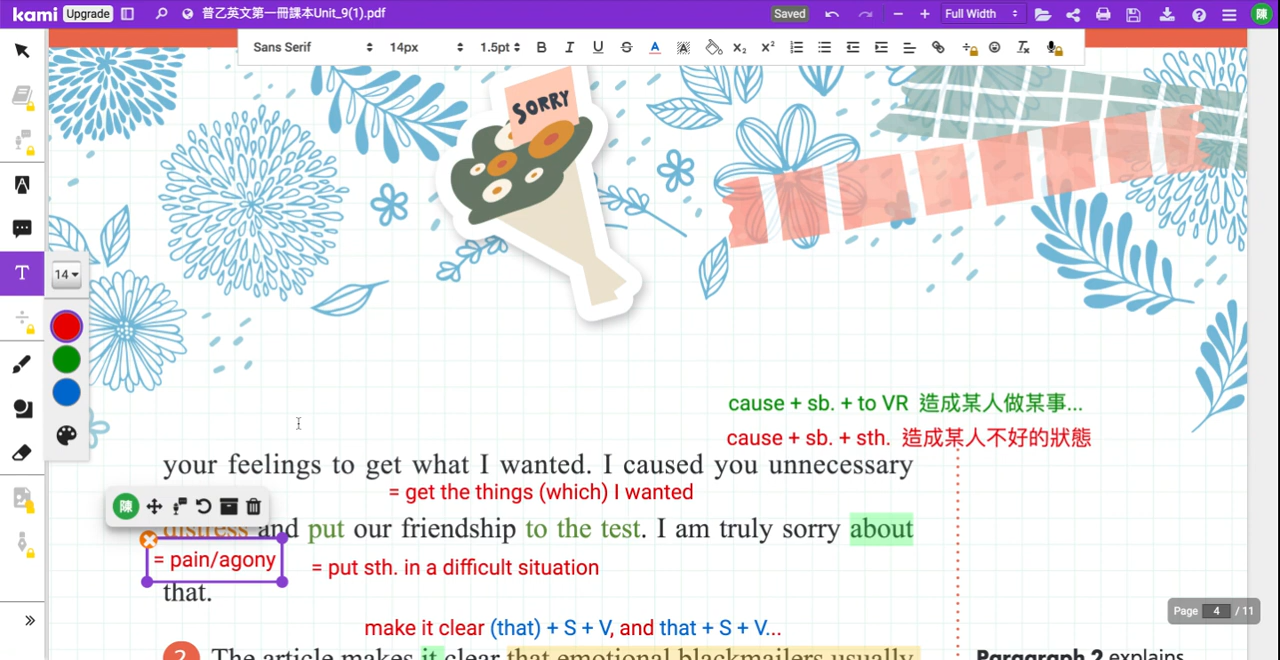 kami Upgrade 普乙英文第一冊課本Unit_9(1).pdf Saved Full Width 陳
Sans Serif 14px 1.5pt B I U S A A X₂ X²
SORRY
T 14
cause + sb. + to VR 造成某人做某事...
cause + sb. + sth. 造成某人不好的狀態
your feelings to get what I wanted. I caused you unnecessary
= get the things (which) I wanted
陳
distress and put our friendship to the test. I am truly sorry about
= pain/agony = put sth. in a difficult situation
that.
Page 4 / 11
make it clear (that) + S + V, and that + S + V...
2 The article makes it clear that emotional blackmailers usually
Paragraph 2 explains